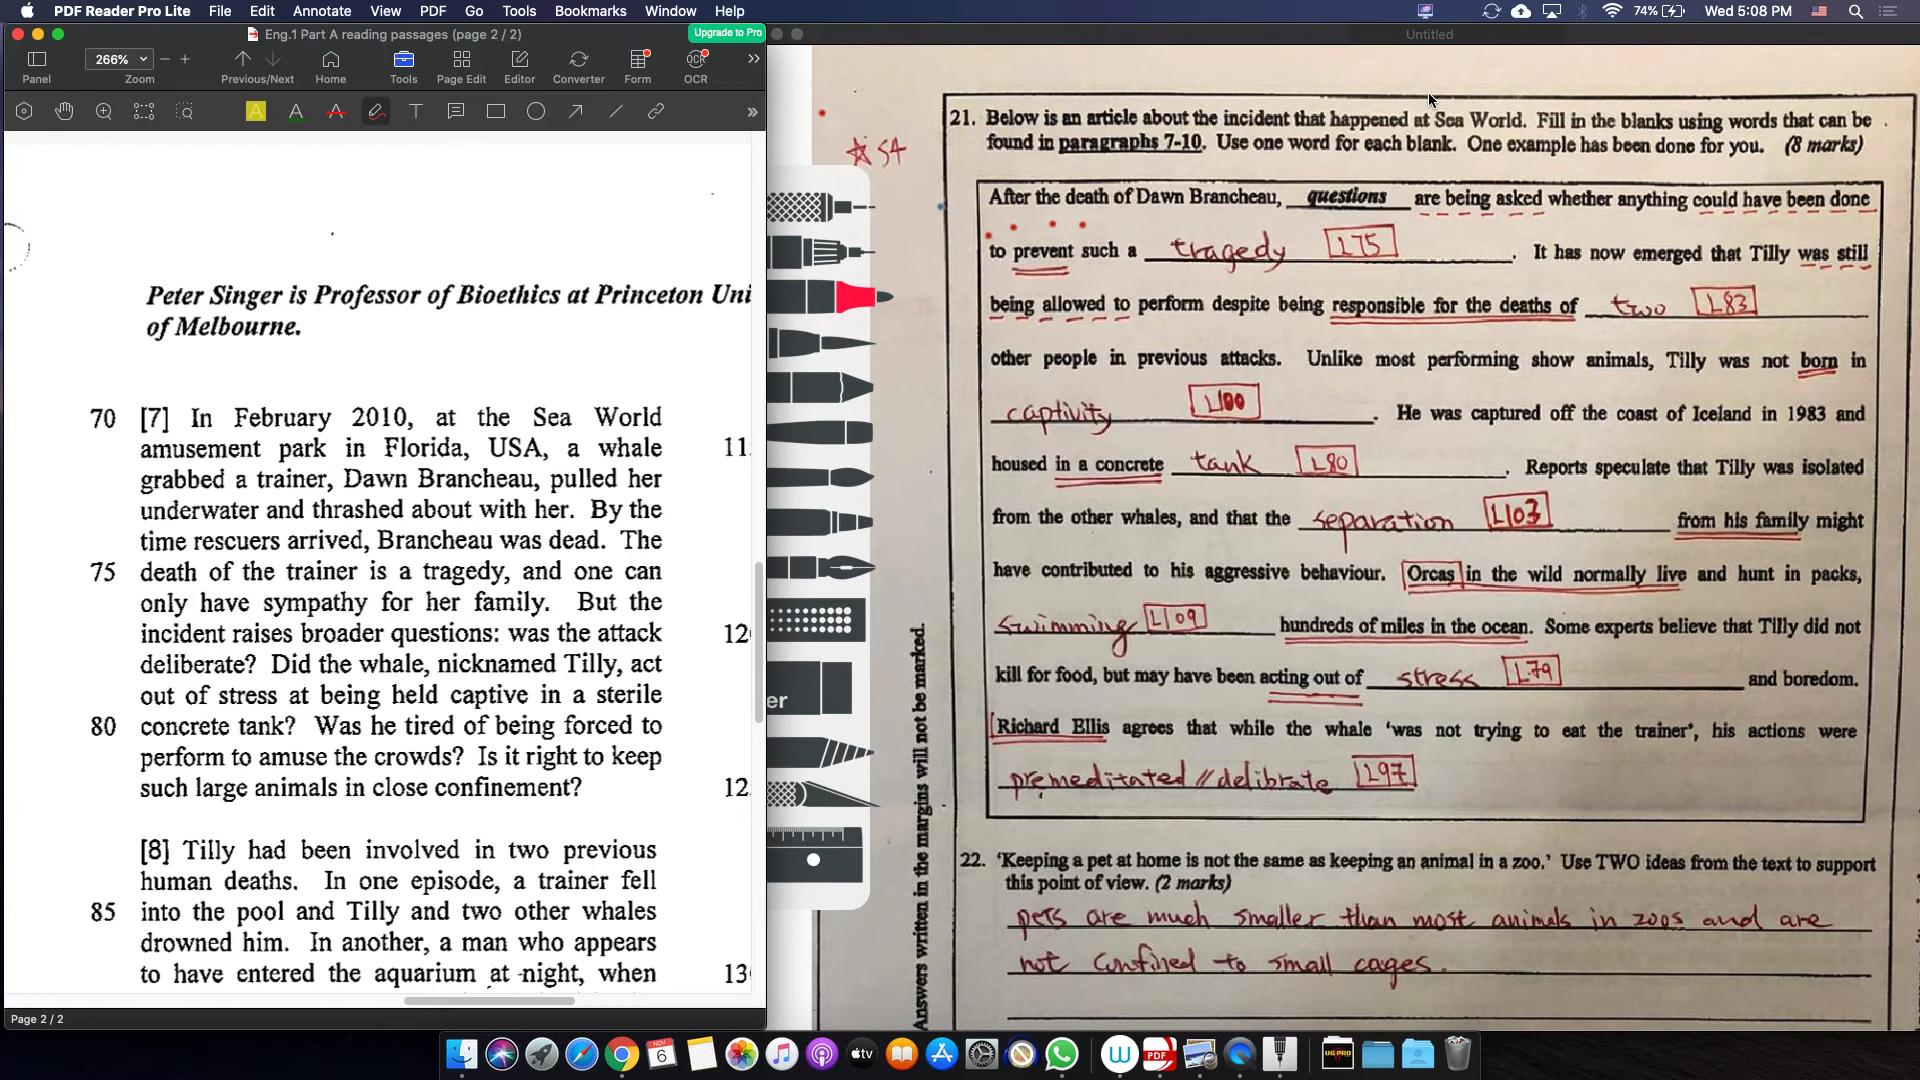 PDF Reader Pro Lite File Edit Annotate View PDF Go Tools Bookmarks Window Help 74% Wed 5:08 PM
Eng.1 Part A reading passages (page 2 / 2) Upgrade to Pro Untitled
266%
Panel Zoom Previous/Next Home Tools Page Edit Editor Converter Form OCR
Peter Singer is Professor of Bioethics at Princeton Uni
of Melbourne.
70 [7] In February 2010, at the Sea World
amusement park in Florida, USA, a whale 11
grabbed a trainer, Dawn Brancheau, pulled her
underwater and thrashed about with her. By the
time rescuers arrived, Brancheau was dead. The
75 death of the trainer is a tragedy, and one can
only have sympathy for her family. But the
incident raises broader questions: was the attack 12
deliberate? Did the whale, nicknamed Tilly, act
out of stress at being held captive in a sterile
80 concrete tank? Was he tired of being forced to
perform to amuse the crowds? Is it right to keep
such large animals in close confinement? 12
[8] Tilly had been involved in two previous
human deaths. In one episode, a trainer fell
85 into the pool and Tilly and two other whales
drowned him. In another, a man who appears
to have entered the aquarium at night, when 13
Page 2 / 2
er
54
21. Below is an article about the incident that happened at Sea World. Fill in the blanks using words that can be
found in paragraphs 7-10. Use one word for each blank. One example has been done for you. (8 marks)
After the death of Dawn Brancheau, questions are being asked whether anything could have been done
to prevent such a tragedy L75 . It has now emerged that Tilly was still
being allowed to perform despite being responsible for the deaths of two L83
other people in previous attacks. Unlike most performing show animals, Tilly was not born in
captivity L100 . He was captured off the coast of Iceland in 1983 and
housed in a concrete tank L80 . Reports speculate that Tilly was isolated
from the other whales, and that the separation L103 from his family might
have contributed to his aggressive behaviour. Orcas in the wild normally live and hunt in packs,
swimming L109 hundreds of miles in the ocean. Some experts believe that Tilly did not
kill for food, but may have been acting out of stress L79 and boredom.
Richard Ellis agrees that while the whale 'was not trying to eat the trainer', his actions were
premeditated // delibrate L97
22. 'Keeping a pet at home is not the same as keeping an animal in a zoo.' Use TWO ideas from the text to support
this point of view. (2 marks)
pets are much smaller than most animals in zoos and are
not confined to small cages.
Answers written in the margins will not be marked.